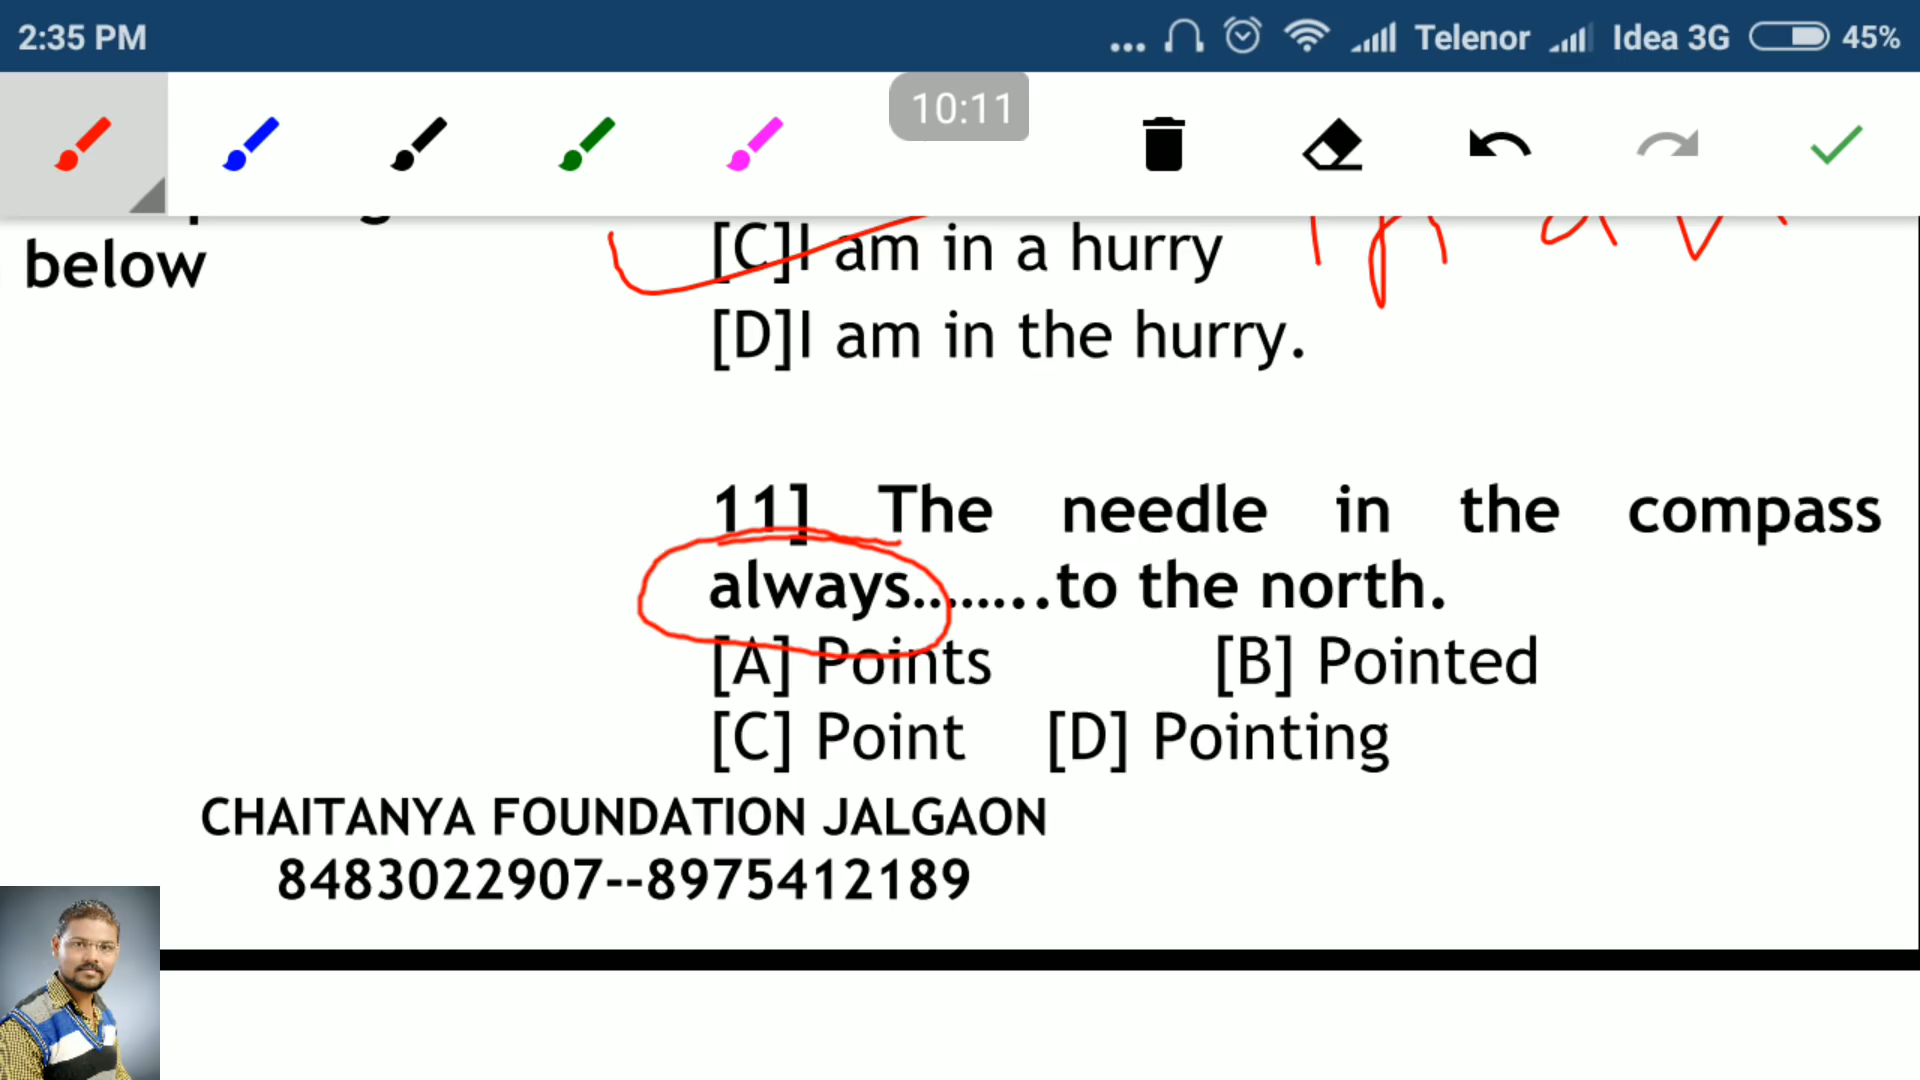 2:35 PM ... Telenor Idea 3G 45%
10:11
below
[C]I am in a hurry
[D]I am in the hurry.
11] The needle in the compass
always........to the north.
[A] Points [B] Pointed
[C] Point [D] Pointing
CHAITANYA FOUNDATION JALGAON
8483022907--8975412189